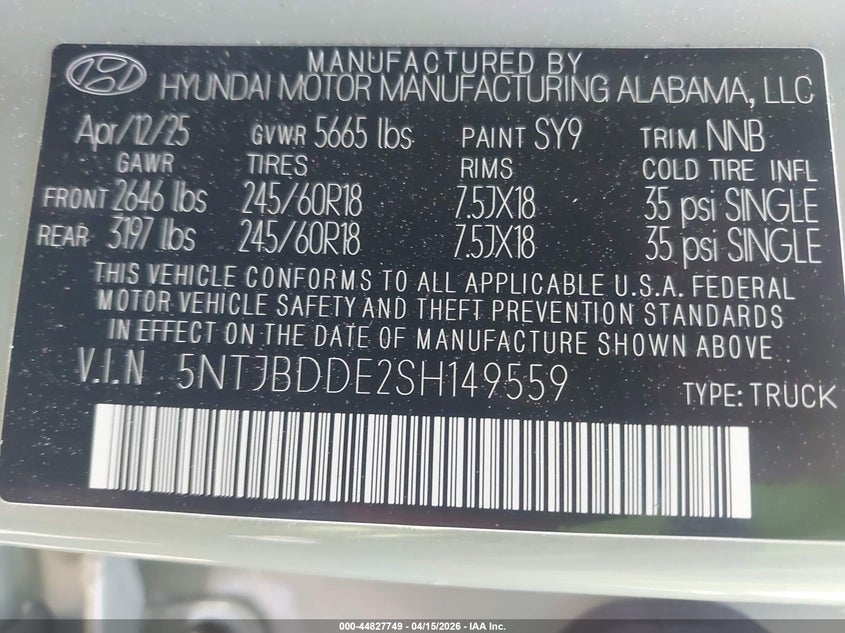 MANUFACTURED BY
HYUNDAI MOTOR MANUFACTURING ALABAMA, LLC
Apr/12/25 GVWR 5665 lbs PAINT SY9 TRIM NNB
GAWR TIRES RIMS COLD TIRE INFL
FRONT 2646 lbs 245/60R18 7.5JX18 35 psi SINGLE
REAR 3197 lbs 245/60R18 7.5JX18 35 psi SINGLE
THIS VEHICLE CONFORMS TO ALL APPLICABLE U.S.A. FEDERAL
MOTOR VEHICLE SAFETY AND THEFT PREVENTION STANDARDS
IN EFFECT ON THE DATE OF MANUFACTURE SHOWN ABOVE
V.I.N 5NTJBDDE2SH149559 TYPE: TRUCK
000-44827749 - 04/15/2026 - IAA Inc.